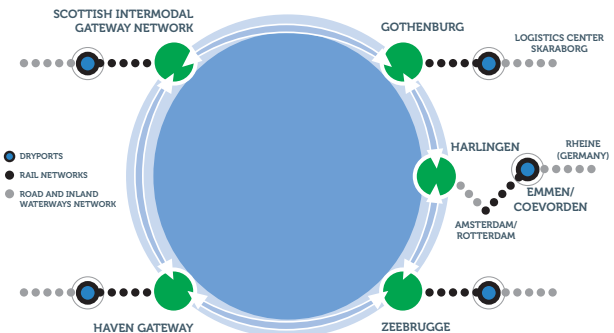 SCOTTISH INTERMODAL
GATEWAY NETWORK
GOTHENBURG
LOGISTICS CENTER
SKARABORG
HARLINGEN
RHEINE
(GERMANY)
DRYPORTS
RAIL NETWORKS
ROAD AND INLAND
WATERWAYS NETWORK
EMMEN/
COEVORDEN
AMSTERDAM/
ROTTERDAM
HAVEN GATEWAY
ZEEBRUGGE